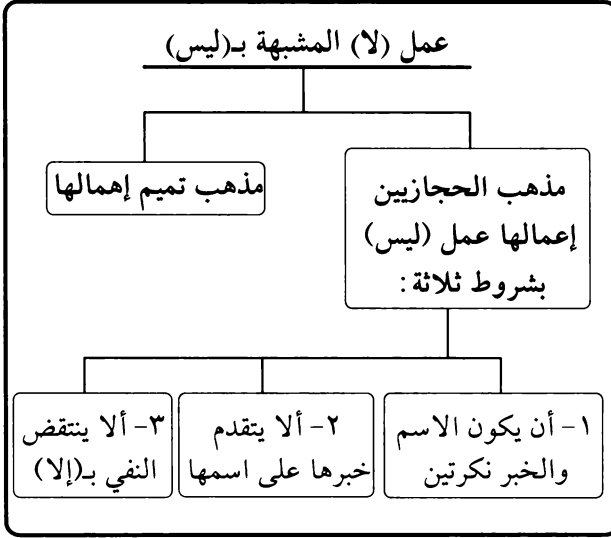 عمل (لا) المشبهة بـ(ليس)
مذهب الحجازيين
إعمالها عمل (ليس)
بشروط ثلاثة:
مذهب تميم إهمالها
١- أن يكون الاسم
والخبر نكرتين
٢- ألا يتقدم
خبرها على اسمها
٣- ألا ينتقض
النفي بـ(إلا)